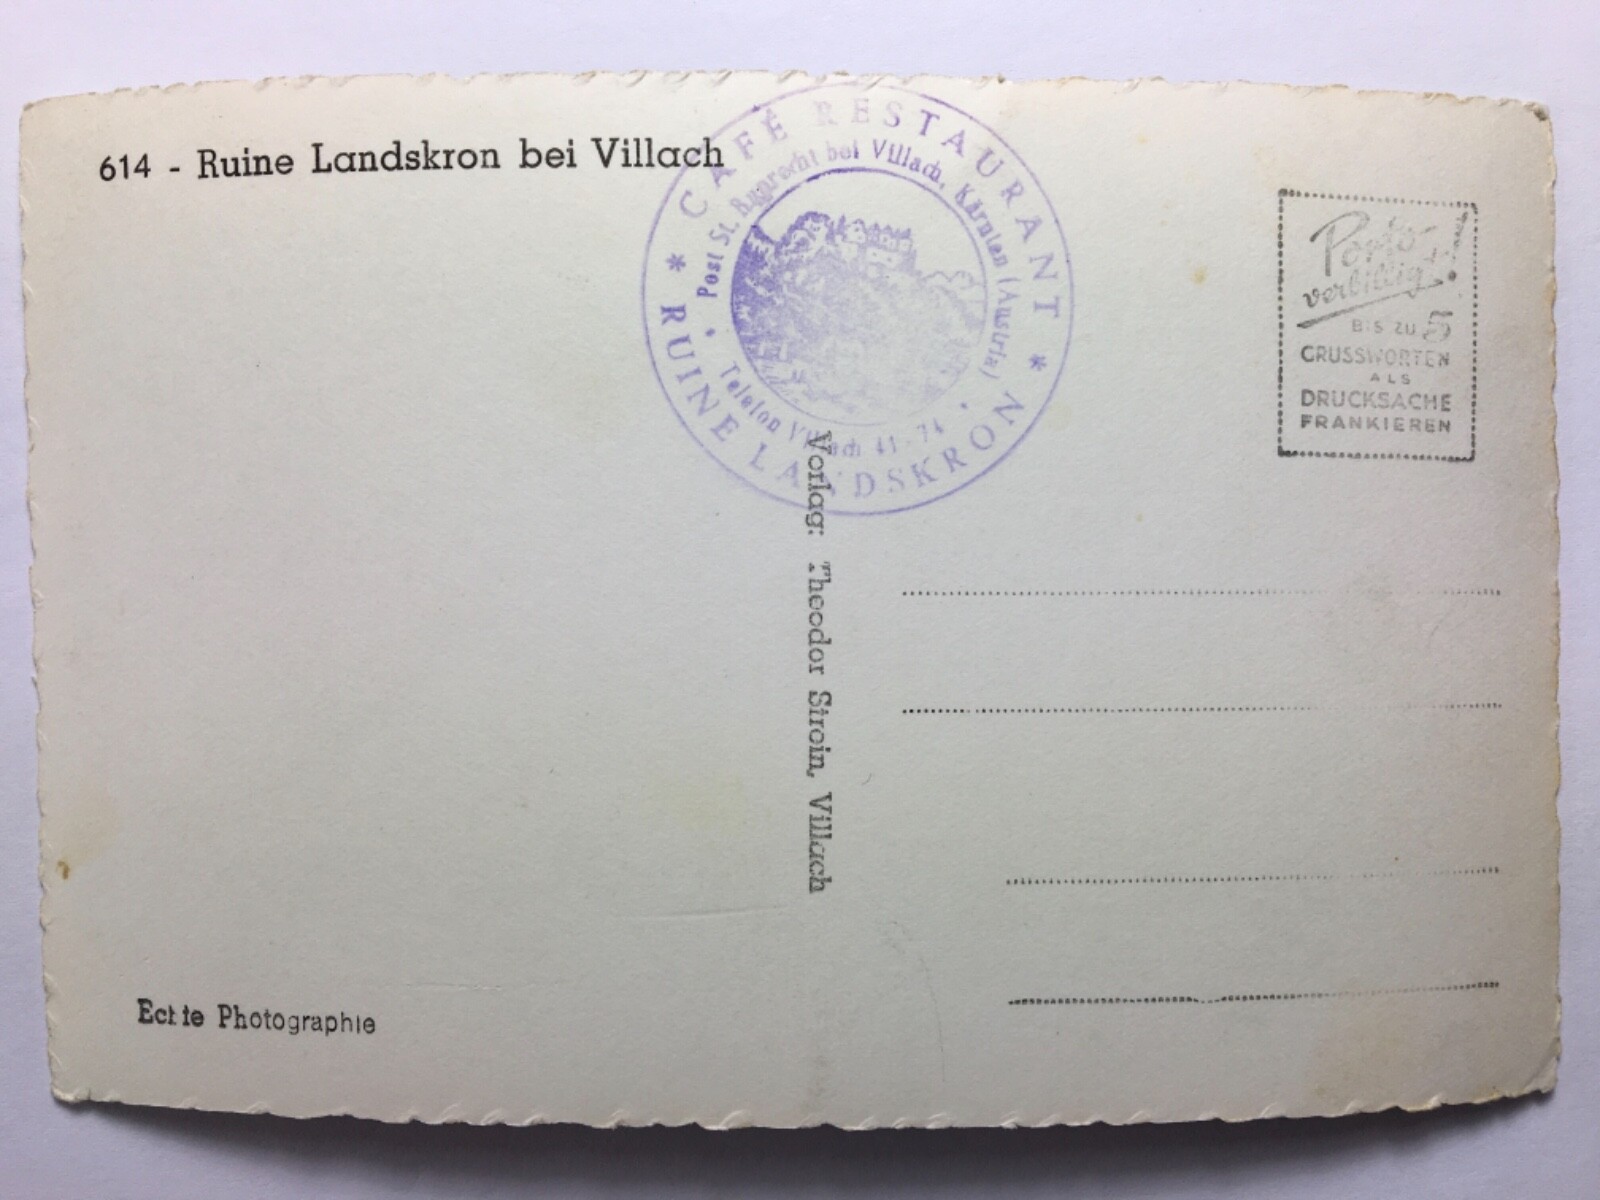 614 - Ruine Landskron bei Villach
* CAFÉ RESTAURANT *
Post St. Ruprecht bei Villach, Kärnten (Austria)
• Telefon Villach 41-74 •
RUINE LANDSKRON
Porto-
verbilligt!
BIS ZU 5
GRUSSWORTEN
ALS
DRUCKSACHE
FRANKIEREN
Vorlag: Theodor Siroin, Villach
Echte Photographie